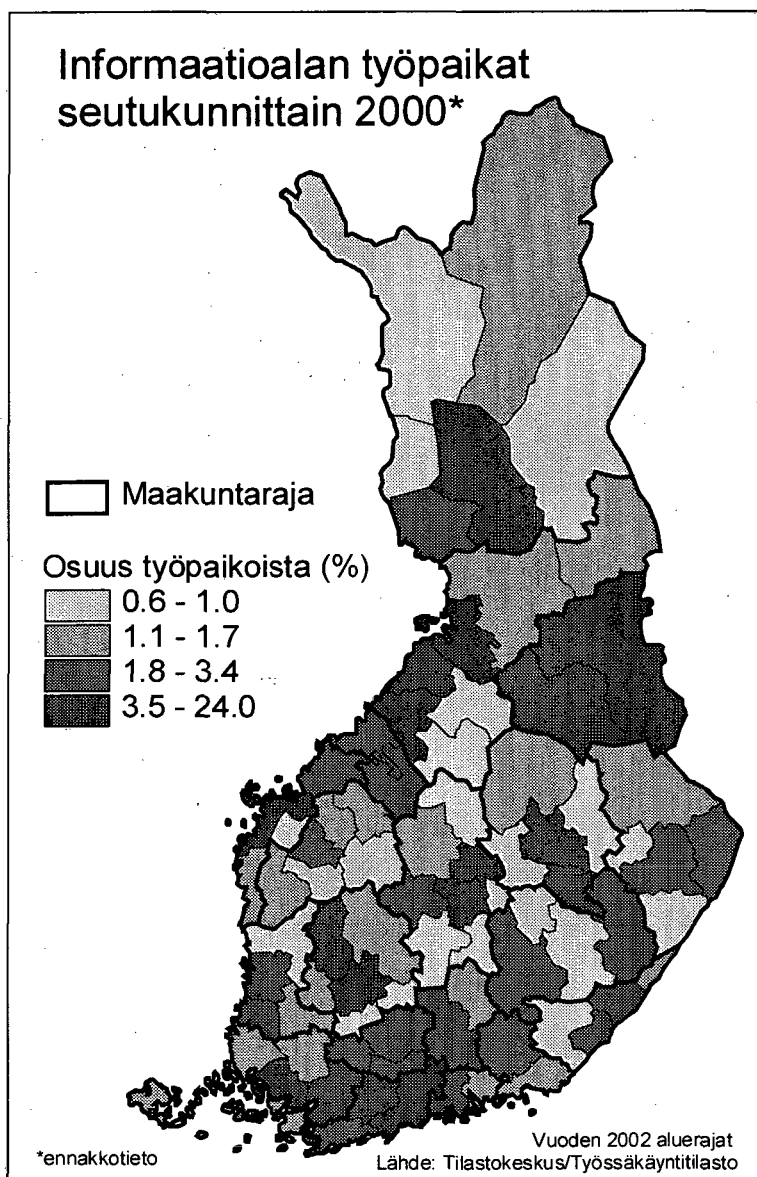 Informaatioalan työpaikat
seutukunnittain 2000*
Maakuntaraja
Osuus työpaikoista (%)
0.6 - 1.0
1.1 - 1.7
1.8 - 3.4
3.5 - 24.0
Vuoden 2002 aluerajat
*ennakkotieto
Lähde: Tilastokeskus/Työssäkäyntitilasto